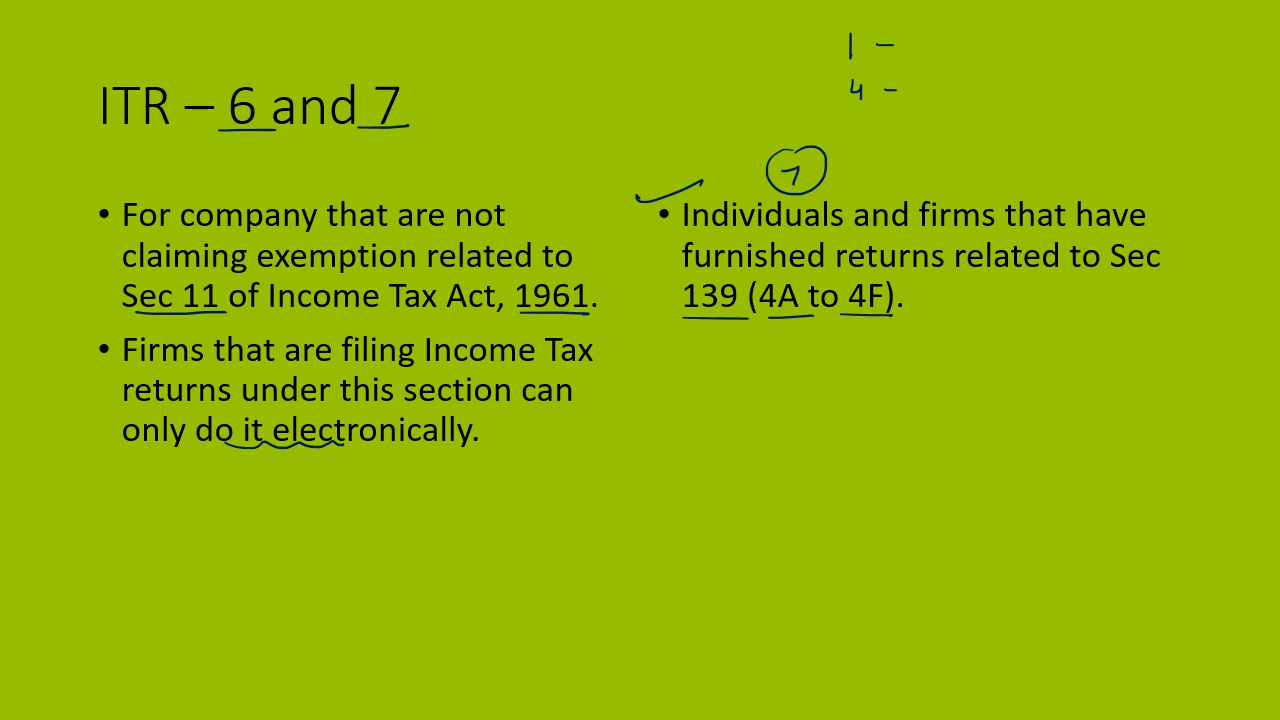 1 -
4 -
ITR – 6 and 7
• For company that are not
claiming exemption related to
Sec 11 of Income Tax Act, 1961.
• Firms that are filing Income Tax
returns under this section can
only do it electronically.
7
• Individuals and firms that have
furnished returns related to Sec
139 (4A to 4F).